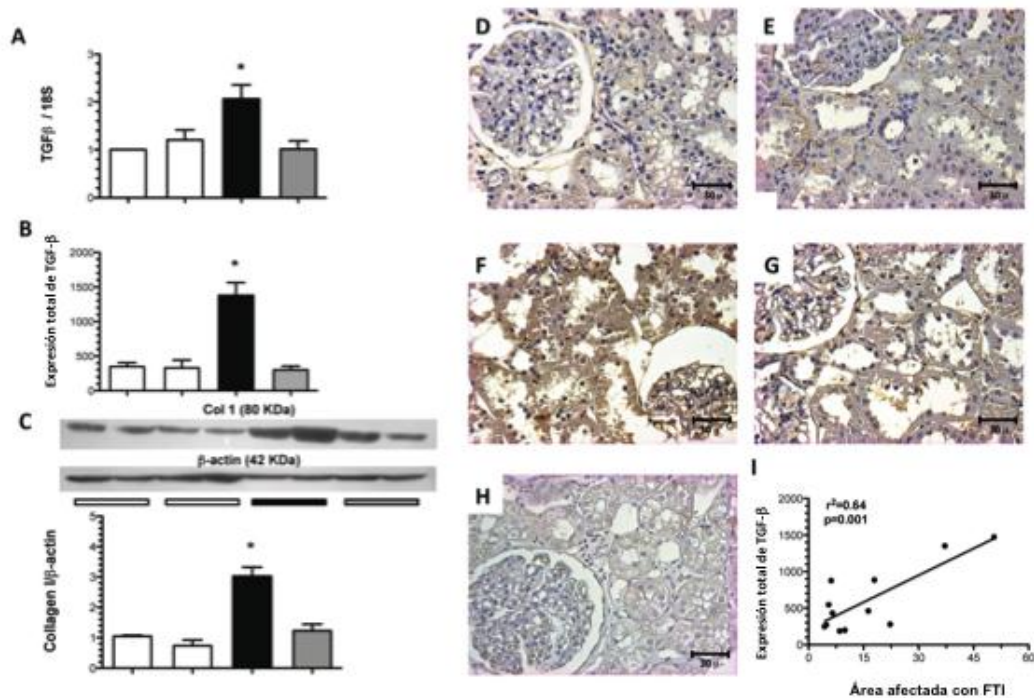 A
TGFβ / 18S
3
2
1
0
*
B
Expresión total de TGF-β
2000
1500
1000
500
0
*
Col 1 (80 KDa)
C
β-actin (42 KDa)
Collagen I/β-actin
5
4
3
2
1
0
*
D
E
50 µ
F
G
H
30 µ
I
r²=0.64
p=0.001
Expresión total de TGF-β
2000
1500
1000
500
0
0
15
30
45
60
Área afectada con FTI